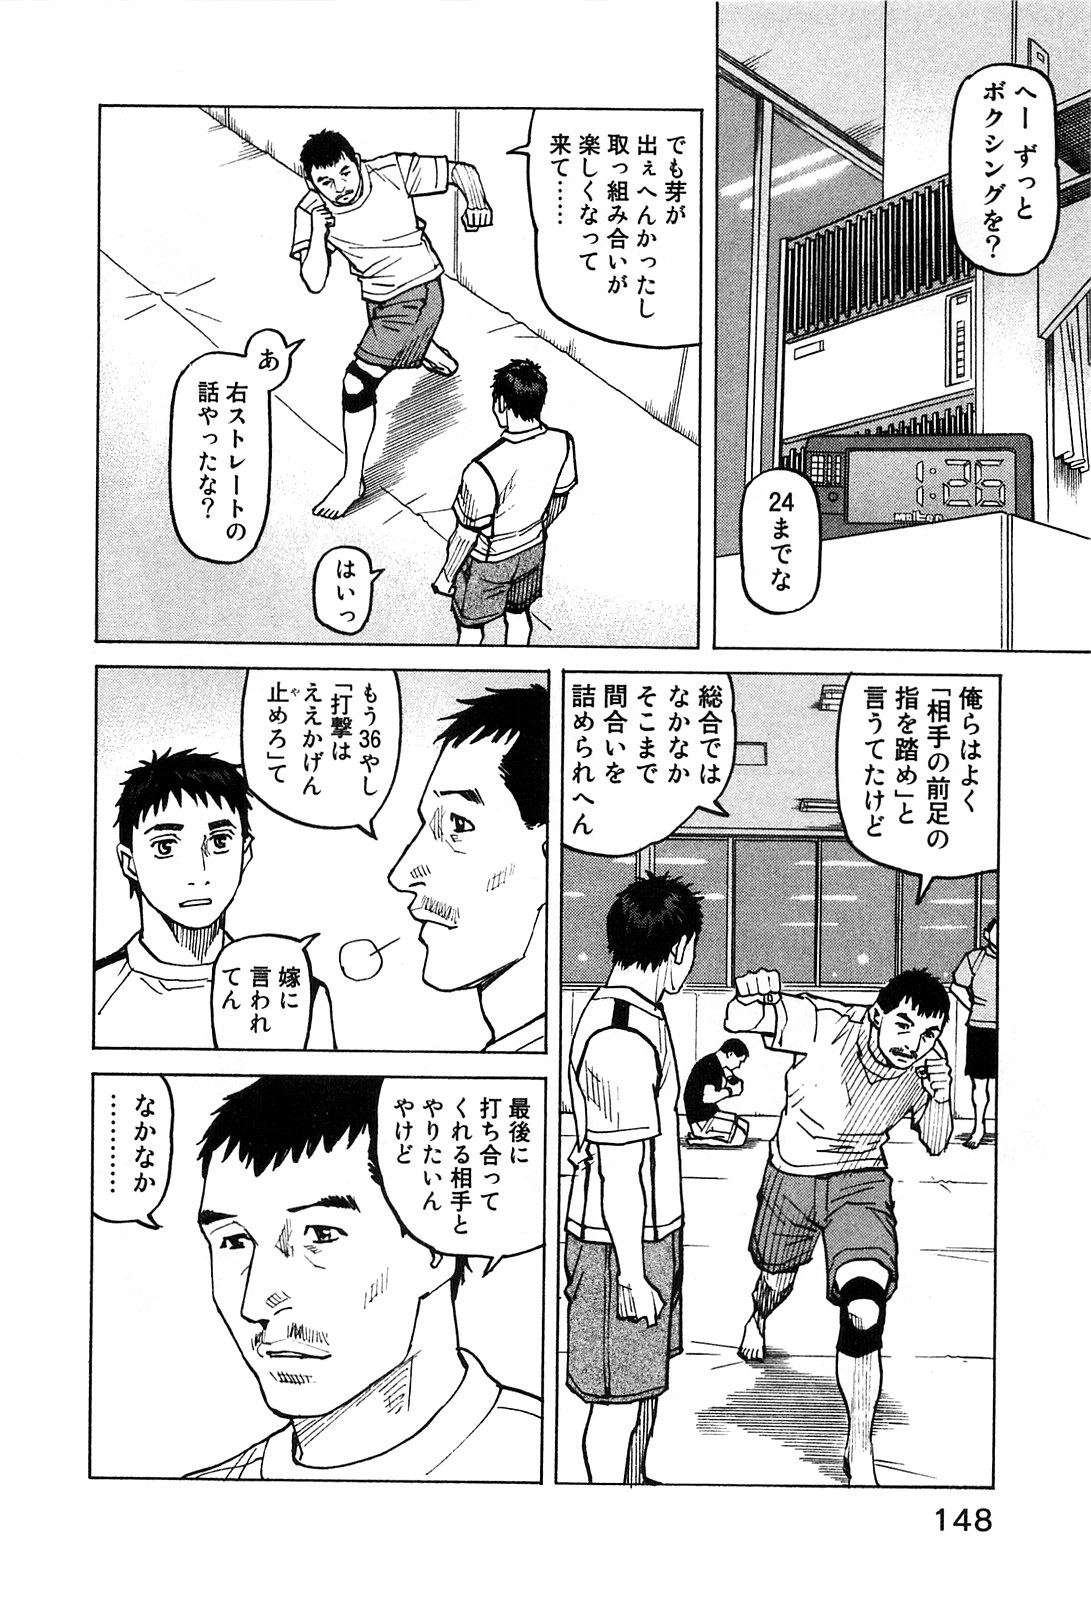 へーずっと
ボクシングを？
1:26
24までな
でも芽が
出ぇへんかったし
取っ組み合いが
楽しくなって
来て……
あ
右ストレートの
話やったな？
はいっ
俺らはよく
「相手の前足の
指を踏め」と
言うてたけど
総合では
なかなか
そこまで
間合いを
詰められへん
もう36やし
「打撃は
ええかげん
止めろ」て
や
嫁に
言われ
てん
最後に
打ち合って
くれる相手と
やりたいん
やけど
なかなか
…………
148